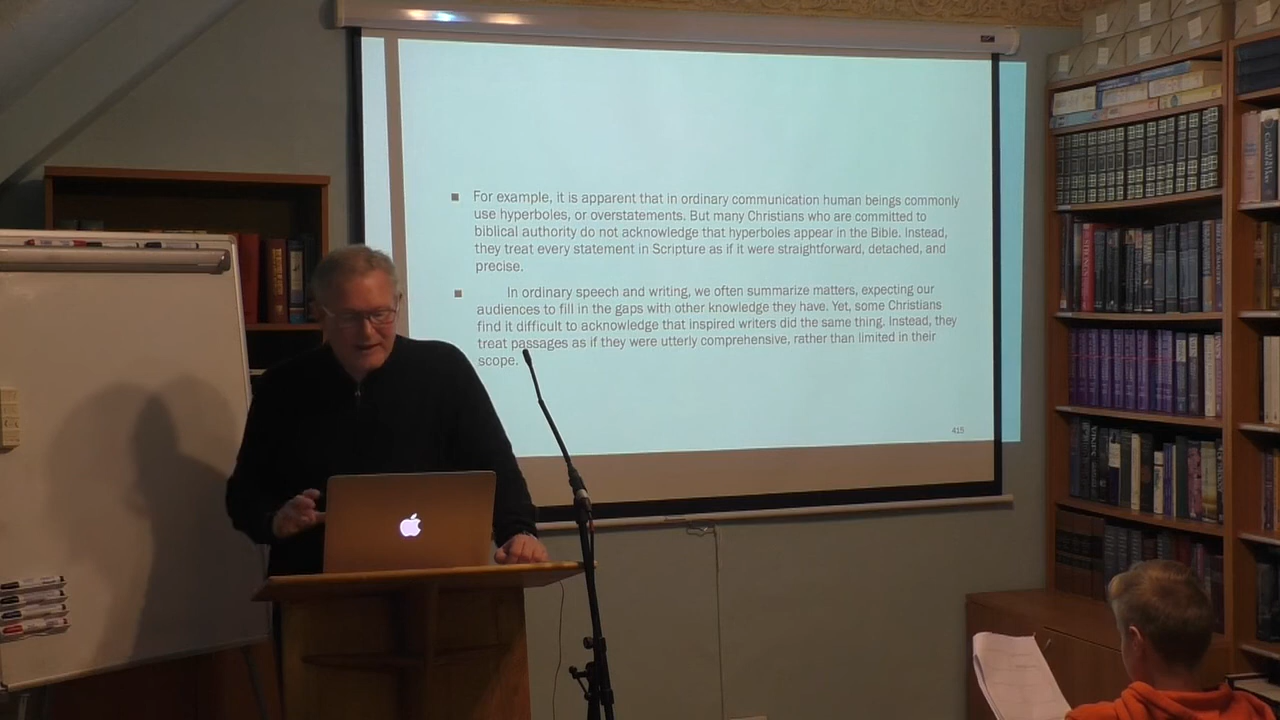 ■ For example, it is apparent that in ordinary communication human beings commonly
use hyperboles, or overstatements. But many Christians who are committed to
biblical authority do not acknowledge that hyperboles appear in the Bible. Instead,
they treat every statement in Scripture as if it were straightforward, detached, and
precise.
■ In ordinary speech and writing, we often summarize matters, expecting our
audiences to fill in the gaps with other knowledge they have. Yet, some Christians
find it difficult to acknowledge that inspired writers did the same thing. Instead, they
treat passages as if they were utterly comprehensive, rather than limited in their
scope.
415